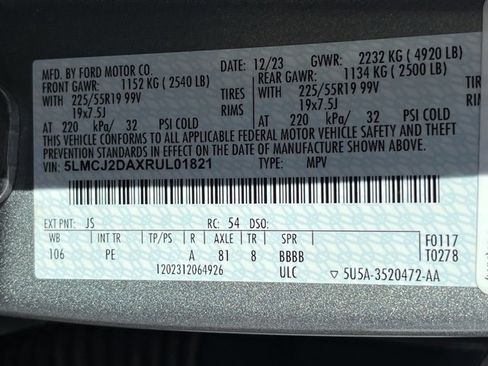 MFD. BY FORD MOTOR CO. 12/23 GVWR: 2232 KG (4920 LB)
FRONT GAWR: 1152 KG (2540 LB) REAR GAWR: 1134 KG (2500 LB)
WITH 225/55R19 99V TIRES WITH 225/55R19 99V TIRES
19x7.5J RIMS 19x7.5J RIMS
AT 220 kPa/ 32 PSI COLD AT 220 kPa/ 32 PSI COLD
THIS VEHICLE CONFORMS TO ALL APPLICABLE FEDERAL MOTOR VEHICLE SAFETY AND
THEFT PREVENTION STANDARDS IN EFFECT ON THE DATE OF MANUFACTURE SHOWN ABOVE.
VIN: 5LMCJ2DAXRUL01821 TYPE: MPV
EXT PNT: JS RC: 54 DSO: F0117
WB INT TR TP/PS R AXLE TR SPR T0278
106 PE A 81 8 BBBB
1202312064926 ULC ▽ 5U5A-3520472-AA